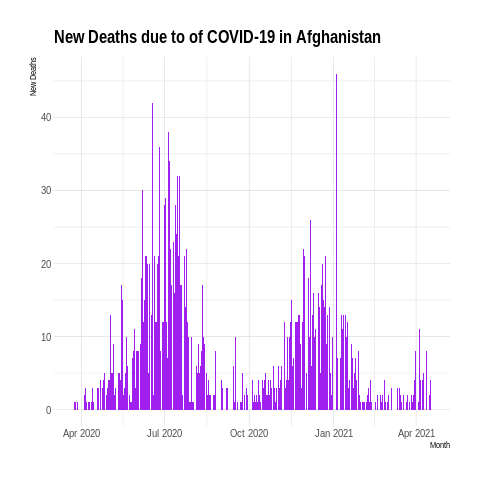 New Deaths due to of COVID-19 in Afghanistan
New Deaths
40
30
20
10
0
Apr 2020 Jul 2020 Oct 2020 Jan 2021 Apr 2021
Month